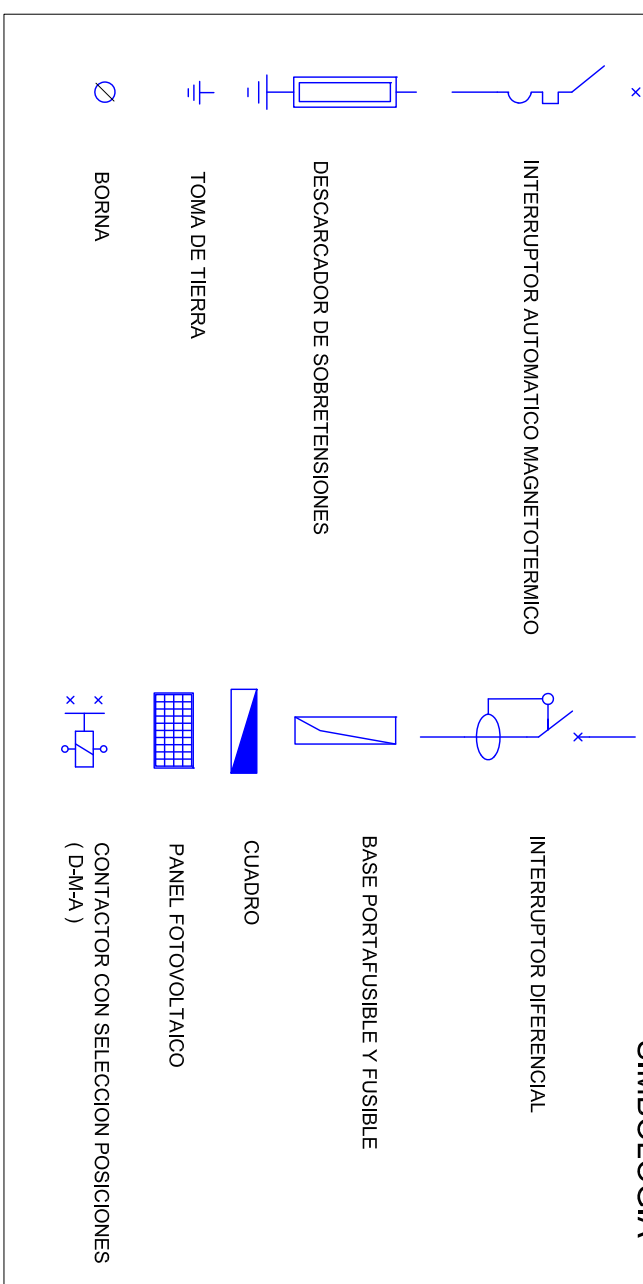 SIMBOLOGIA
INTERRUPTOR AUTOMATICO MAGNETOTERMICO
DESCARCADOR DE SOBRETENSIONES
TOMA DE TIERRA
BORNA
INTERRUPTOR DIFERENCIAL
BASE PORTAFUSIBLE Y FUSIBLE
CUADRO
PANEL FOTOVOLTAICO
CONTACTOR CON SELECCION POSICIONES
( D-M-A )